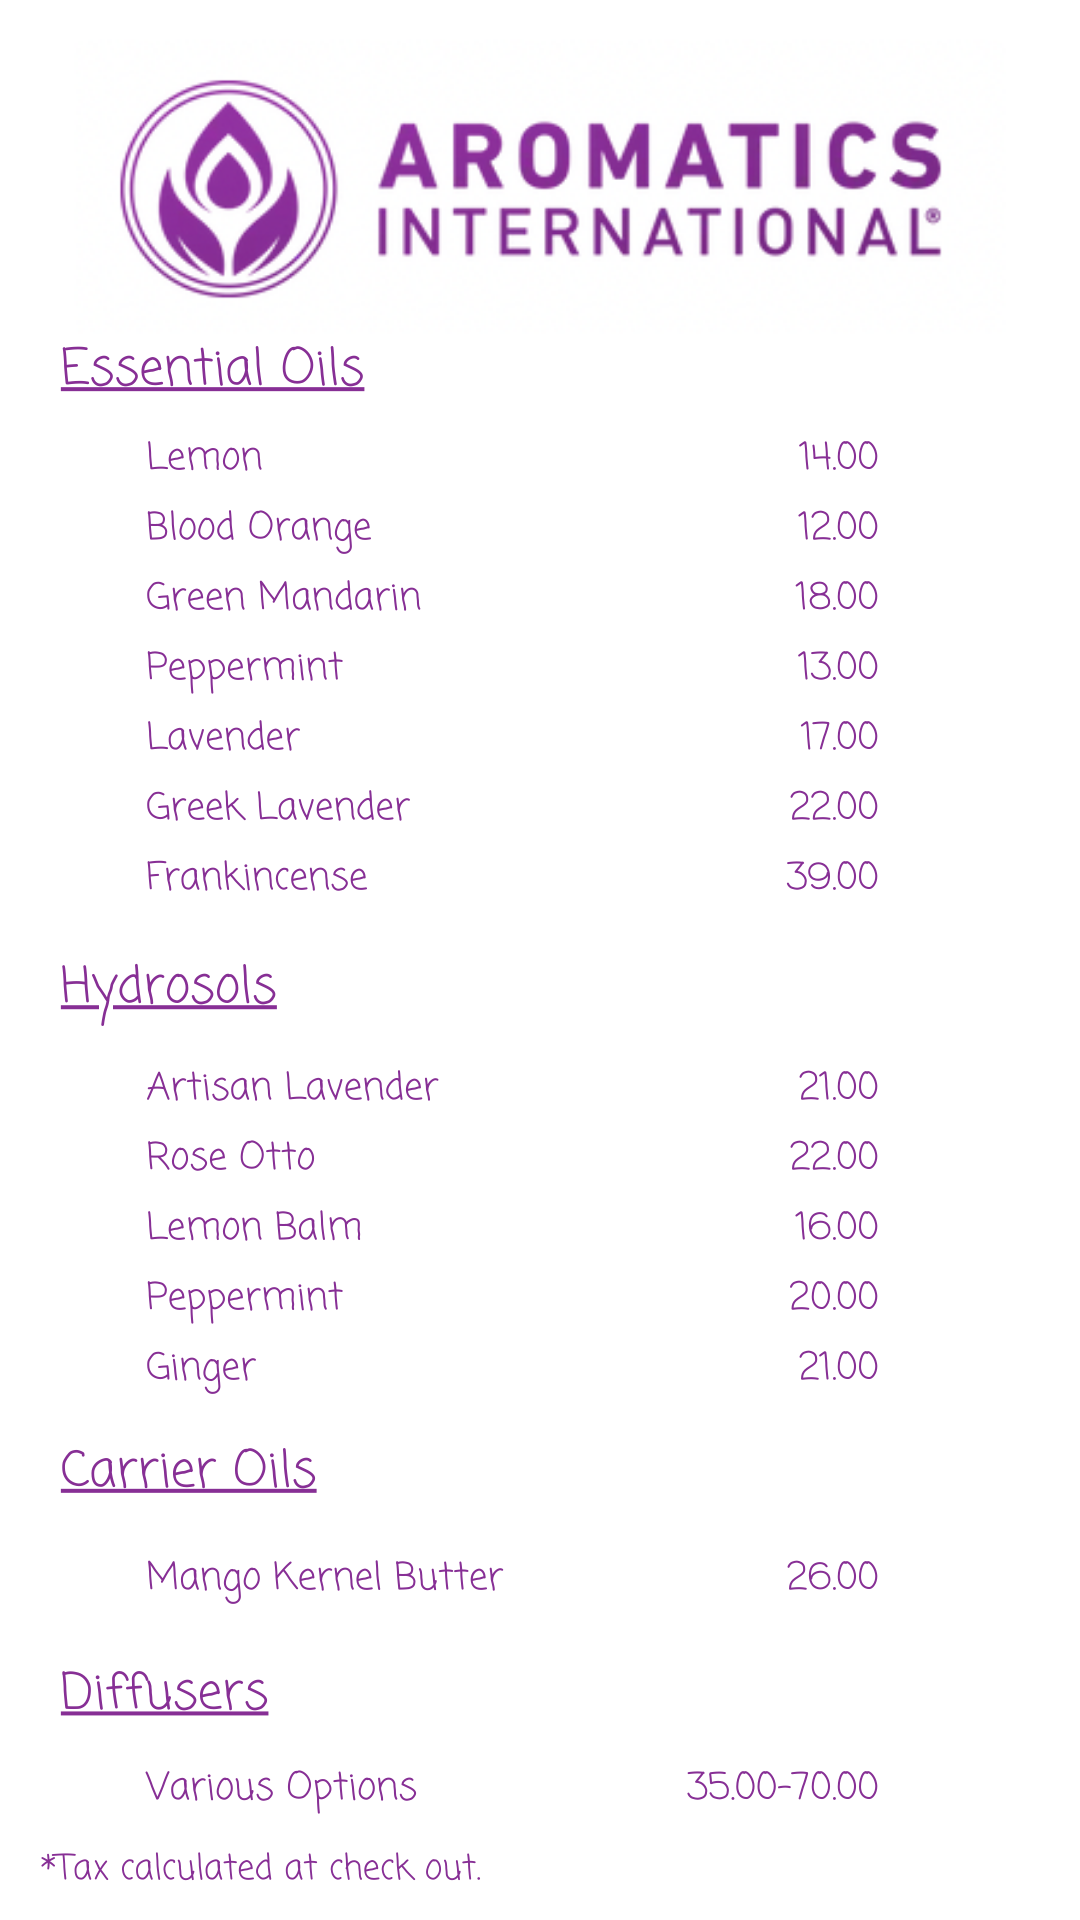 AROMATICS
INTERNATIONAL®
Essential Oils
Lemon 14.00
Blood Orange 12.00
Green Mandarin 18.00
Peppermint 13.00
Lavender 17.00
Greek Lavender 22.00
Frankincense 39.00
Hydrosols
Artisan Lavender 21.00
Rose Otto 22.00
Lemon Balm 16.00
Peppermint 20.00
Ginger 21.00
Carrier Oils
Mango Kernel Butter 26.00
Diffusers
Various Options 35.00-70.00
*Tax calculated at check out.